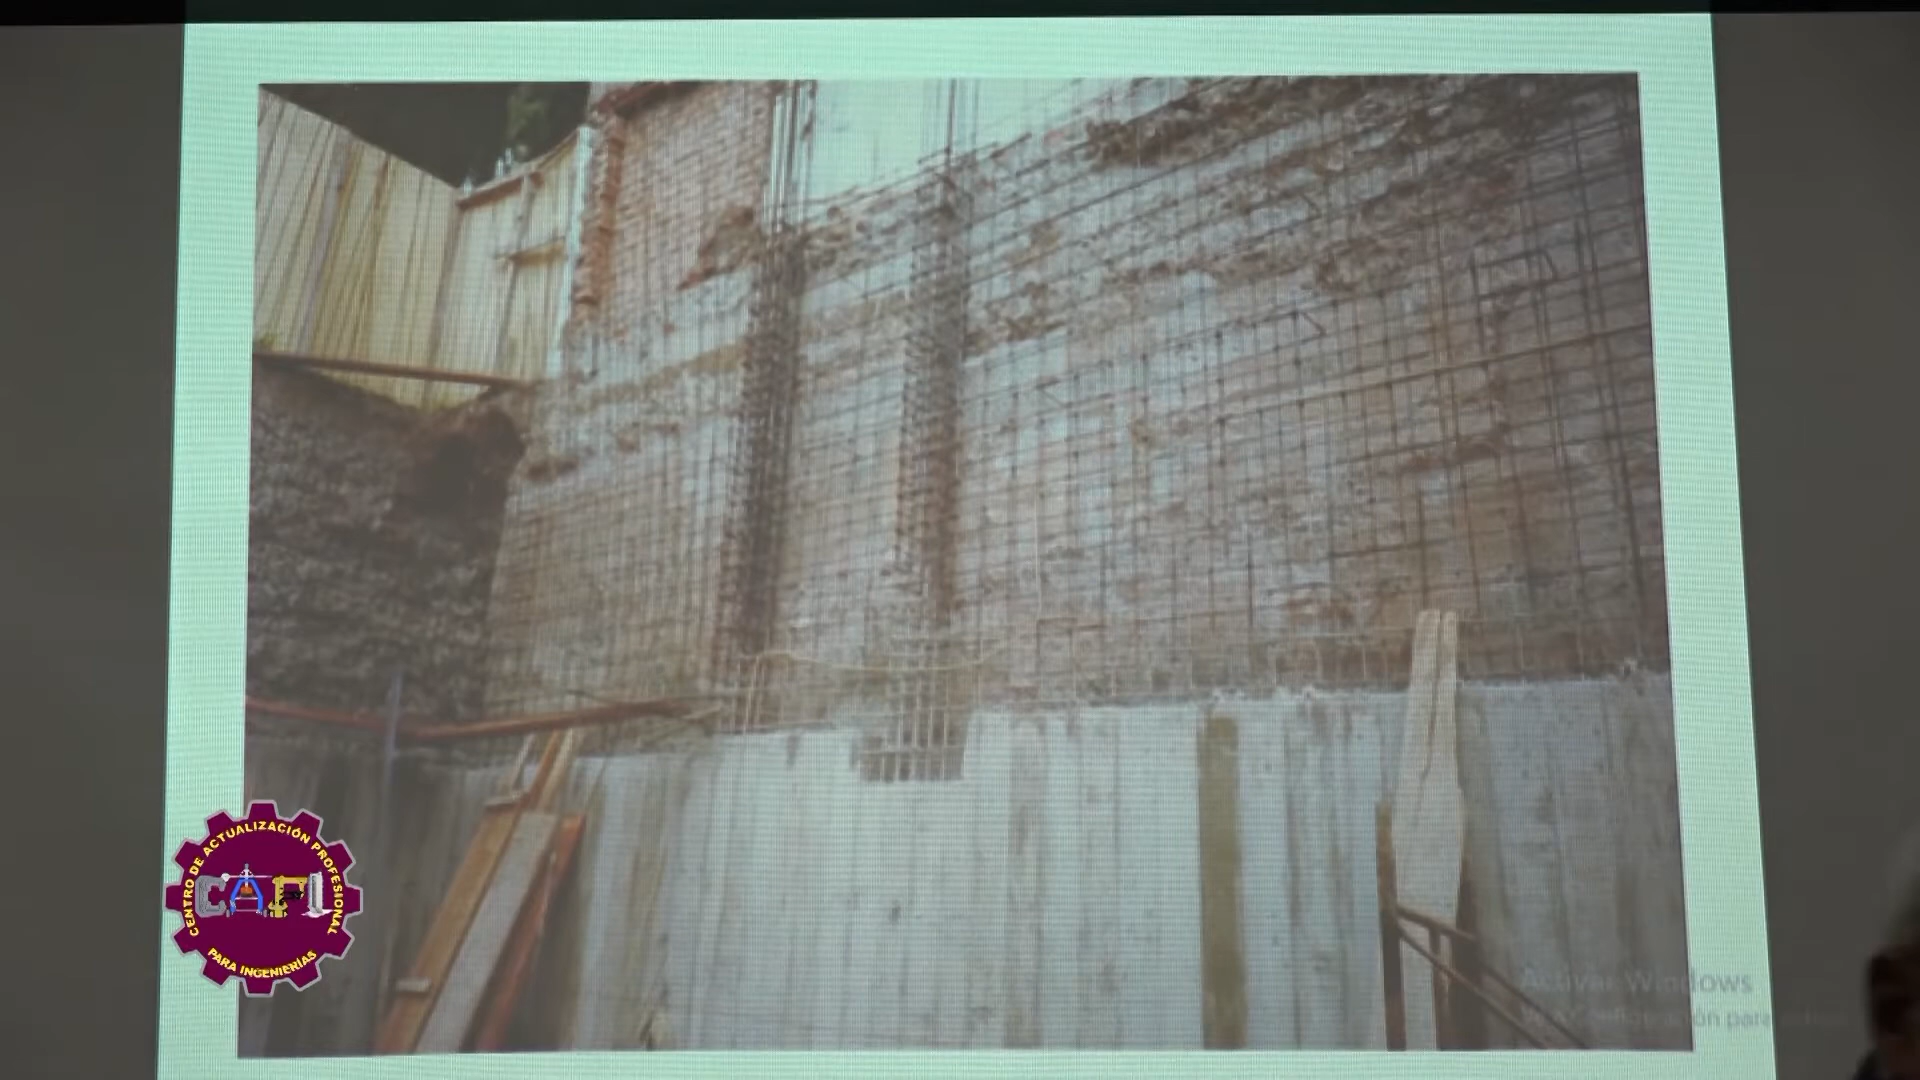 CENTRO DE ACTUALIZACIÓN PROFESIONAL
CAPI
PARA INGENIERÍAS
Activar Windows